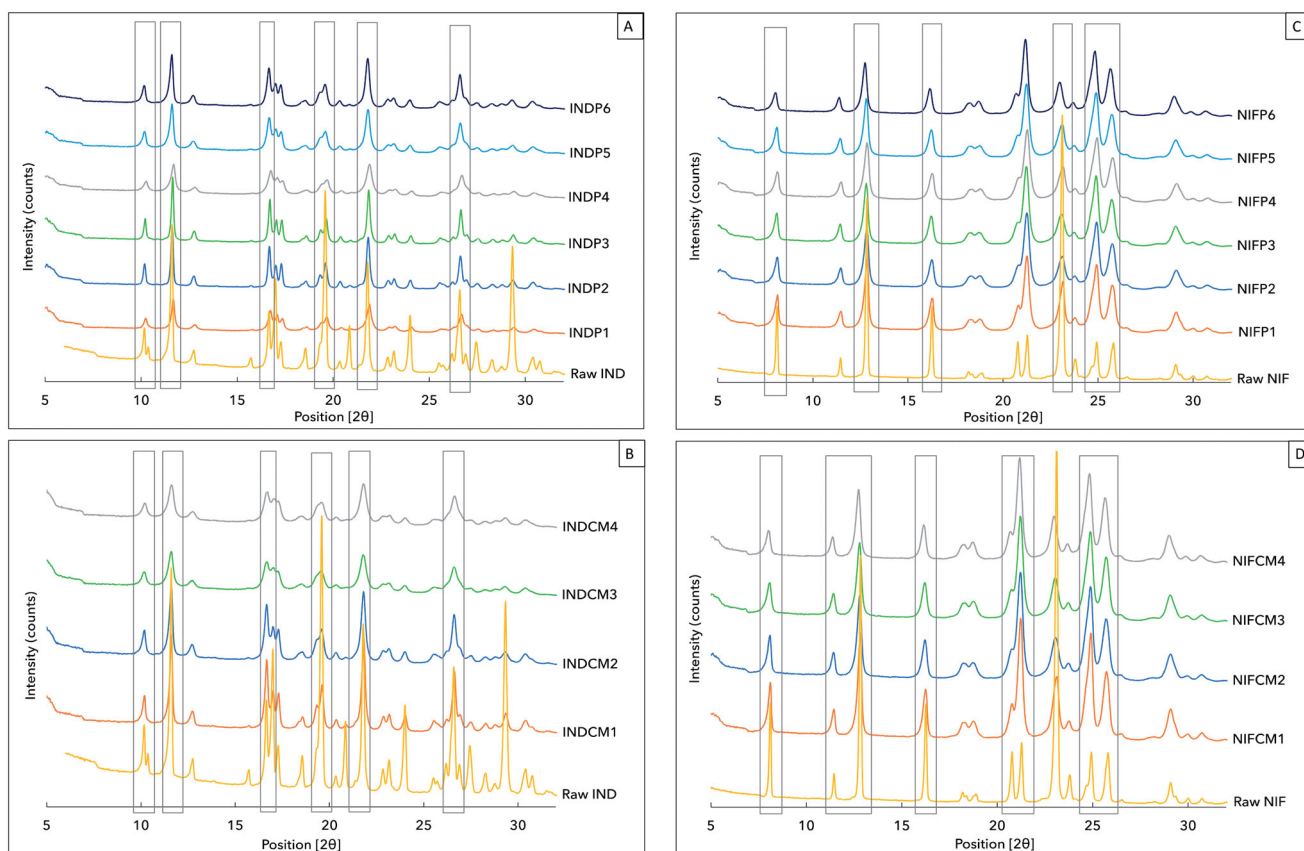 A
Intensity (counts)
INDP6
INDP5
INDP4
INDP3
INDP2
INDP1
Raw IND
5 10 15 20 25 30
Position [2θ]
C
Intensity (counts)
NIFP6
NIFP5
NIFP4
NIFP3
NIFP2
NIFP1
Raw NIF
5 10 15 20 25 30
Position [2θ]
B
Intensity (counts)
INDCM4
INDCM3
INDCM2
INDCM1
Raw IND
5 10 15 20 25 30
Position [2θ]
D
Intensity (counts)
NIFCM4
NIFCM3
NIFCM2
NIFCM1
Raw NIF
5 10 15 20 25 30
Position [2θ]